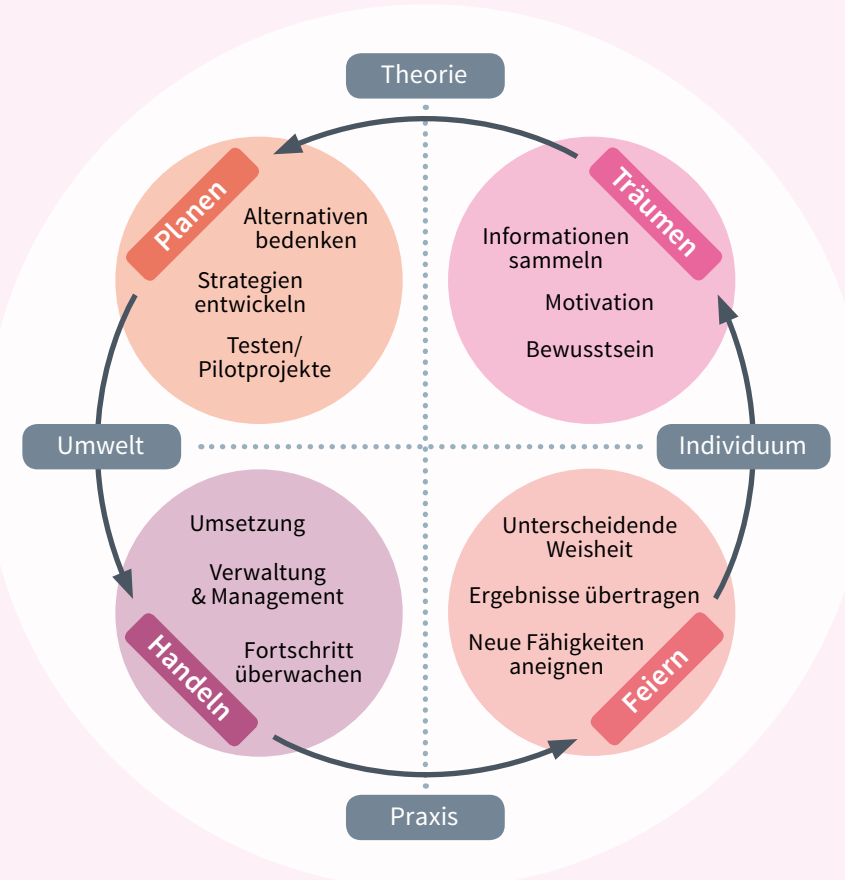 Theorie
Planen
Alternativen
bedenken
Strategien
entwickeln
Testen/
Pilotprojekte
Träumen
Informationen
sammeln
Motivation
Bewusstsein
Umwelt
Individuum
Umsetzung
Verwaltung
& Management
Fortschritt
überwachen
Handeln
Unterscheidende
Weisheit
Ergebnisse übertragen
Neue Fähigkeiten
aneignen
Feiern
Praxis